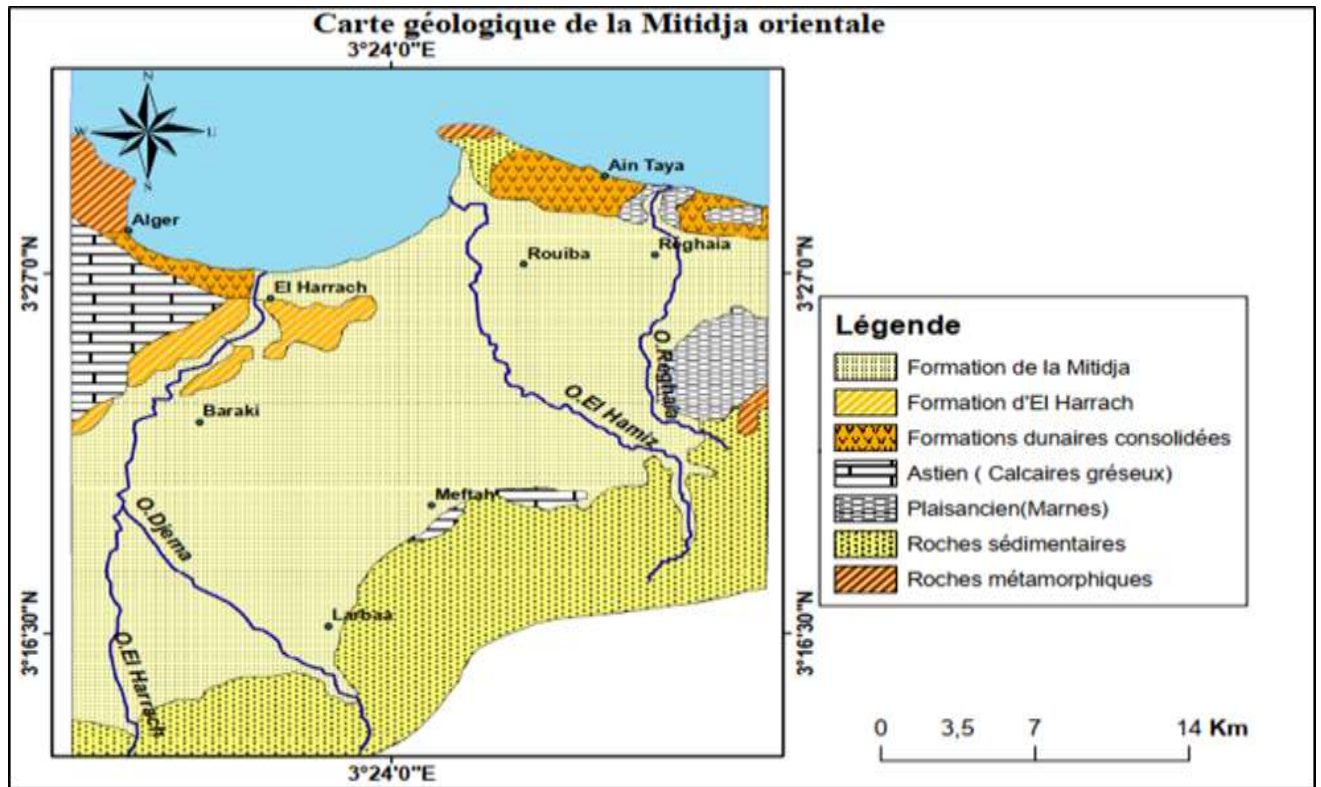 Carte géologique de la Mitidja orientale
3°24'0"E
N
W
U
S
Ain Taya
Alger
Rouiba
Réghaia
3°27'0"N
3°27'0"N
El Harrach
O.Réghaia
O.El Hamiz
Baraki
Meftah
O.Djema
Larbaa
O.El Harrach
3°16'30"N
3°16'30"N
3°24'0"E
Légende
Formation de la Mitidja
Formation d'El Harrach
Formations dunaires consolidées
Astien ( Calcaires gréseux)
Plaisancien(Marnes)
Roches sédimentaires
Roches métamorphiques
0 3,5 7 14 Km